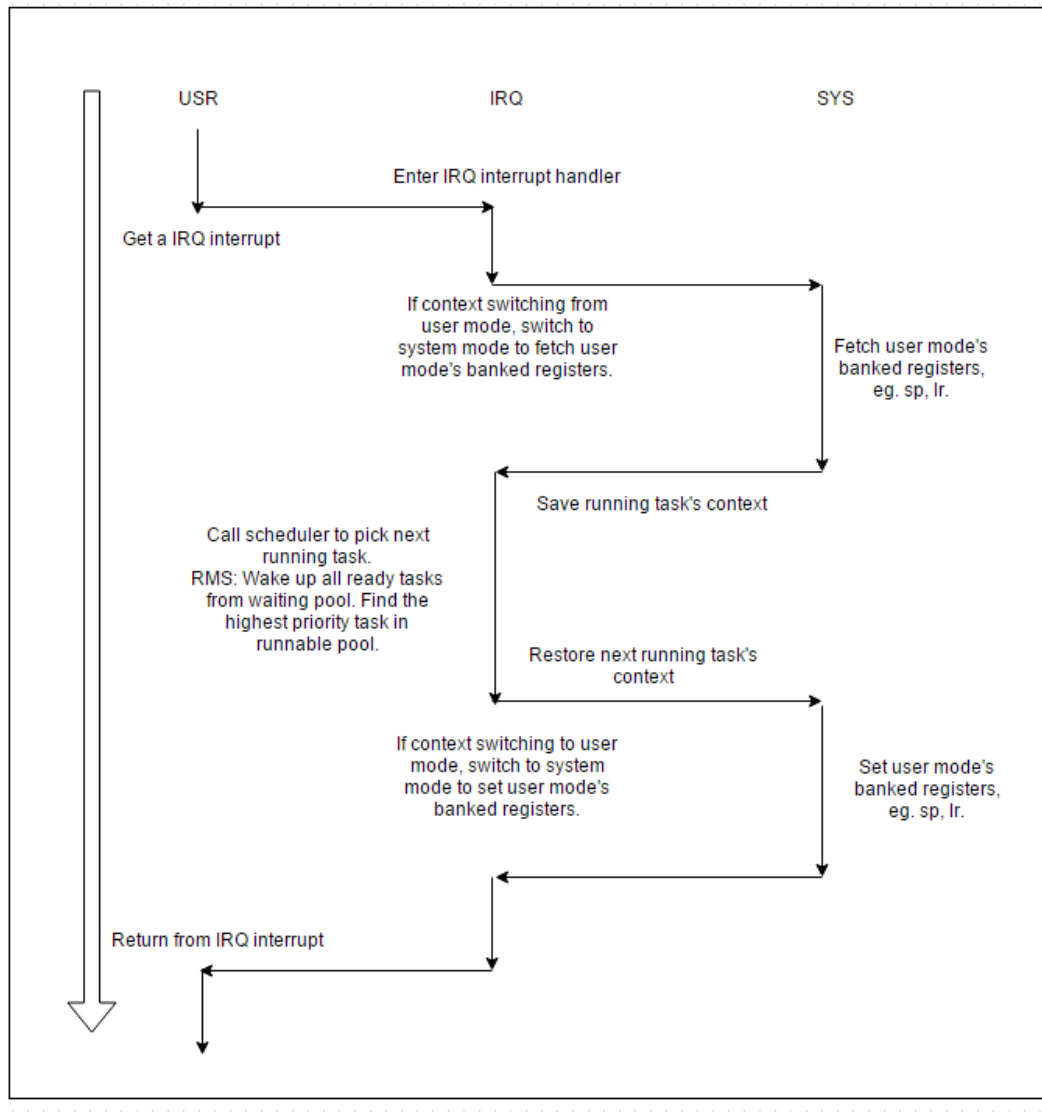 USR
IRQ
SYS
Enter IRQ interrupt handler
Get a IRQ interrupt
If context switching from
user mode, switch to
system mode to fetch user
mode's banked registers.
Fetch user mode's
banked registers,
eg. sp, lr.
Save running task's context
Call scheduler to pick next
running task.
RMS: Wake up all ready tasks
from waiting pool. Find the
highest priority task in
runnable pool.
Restore next running task's
context
If context switching to user
mode, switch to system
mode to set user mode's
banked registers.
Set user mode's
banked registers,
eg. sp, lr.
Return from IRQ interrupt